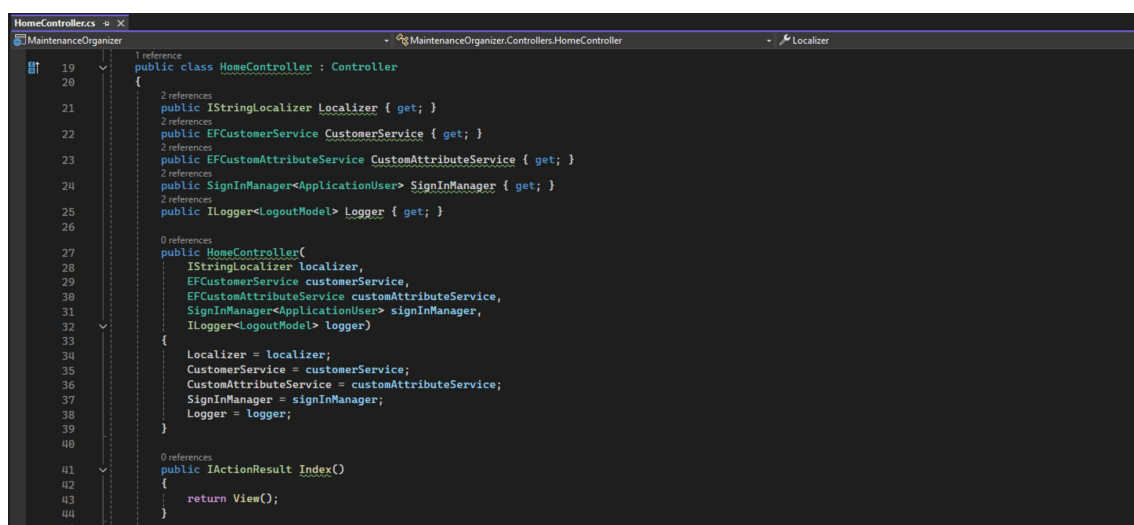 HomeController.cs
MaintenanceOrganizer MaintenanceOrganizer.Controllers.HomeController Localizer
1 reference
19 public class HomeController : Controller
20 {
2 references
21 public IStringLocalizer Localizer { get; }
2 references
22 public EFCustomerService CustomerService { get; }
2 references
23 public EFCustomAttributeService CustomAttributeService { get; }
2 references
24 public SignInManager<ApplicationUser> SignInManager { get; }
2 references
25 public ILogger<LogoutModel> Logger { get; }
26
0 references
27 public HomeController(
28 IStringLocalizer localizer,
29 EFCustomerService customerService,
30 EFCustomAttributeService customAttributeService,
31 SignInManager<ApplicationUser> signInManager,
32 ILogger<LogoutModel> logger)
33 {
34 Localizer = localizer;
35 CustomerService = customerService;
36 CustomAttributeService = customAttributeService;
37 SignInManager = signInManager;
38 Logger = logger;
39 }
40
0 references
41 public IActionResult Index()
42 {
43 return View();
44 }